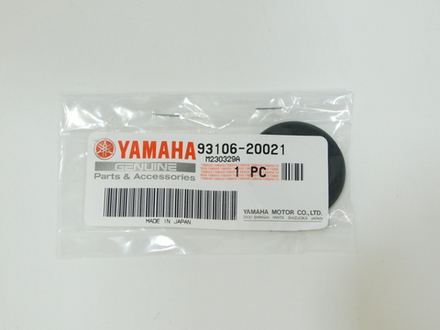 YAMAHA 93106-20021
M230329A
GENUINE
Parts & Accessories
1 PC
YAMAHA MOTOR CO., LTD.
MADE IN JAPAN